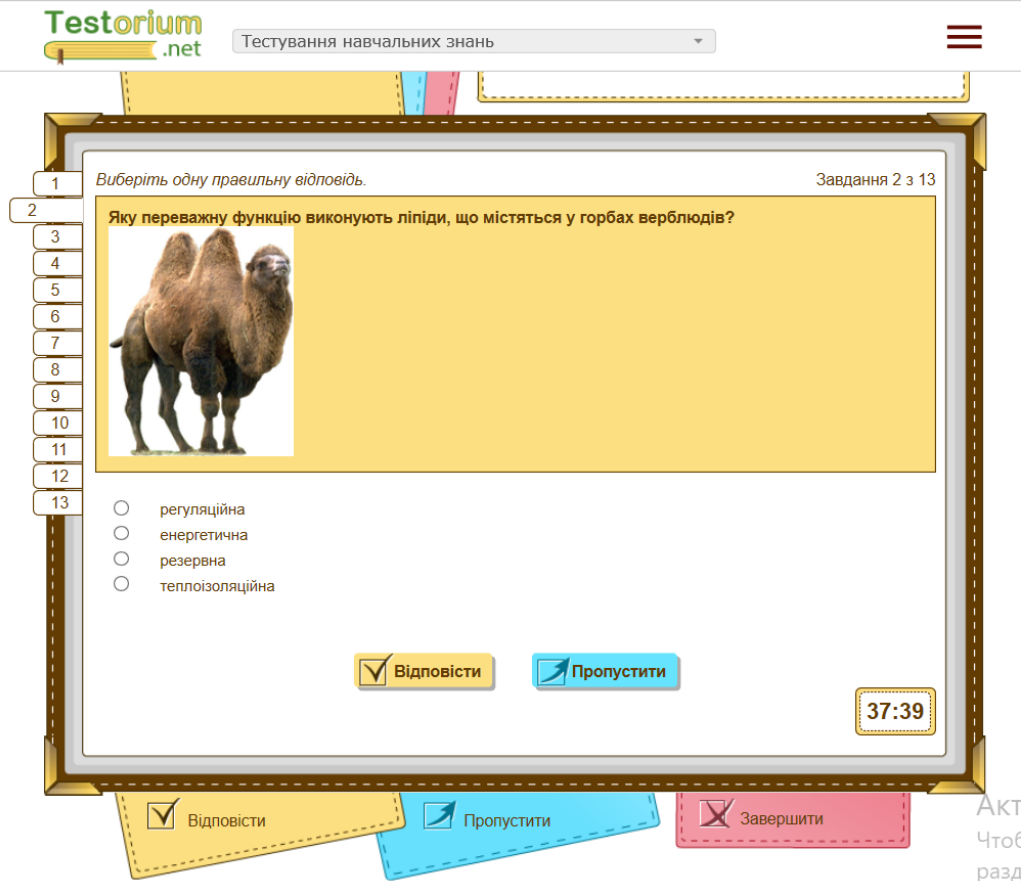 Testorium
.net
Тестування навчальних знань
Виберіть одну правильну відповідь.
Завдання 2 з 13
1
2
3
4
5
6
7
8
9
10
11
12
13
Яку переважну функцію виконують ліпіди, що містяться у горбах верблюдів?
регуляційна
енергетична
резервна
теплоізоляційна
Відповісти
Пропустити
37:39
Відповісти
Пропустити
Завершити
Акт
Чтоб
разд